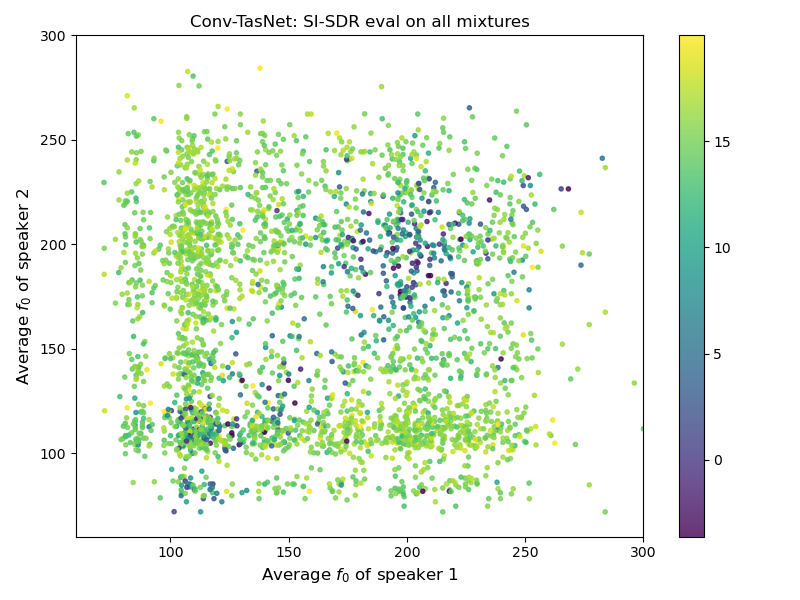 Conv-TasNet: SI-SDR eval on all mixtures
Average f₀ of speaker 2
300
250
200
150
100
100 150 200 250 300
Average f₀ of speaker 1
15
10
5
0